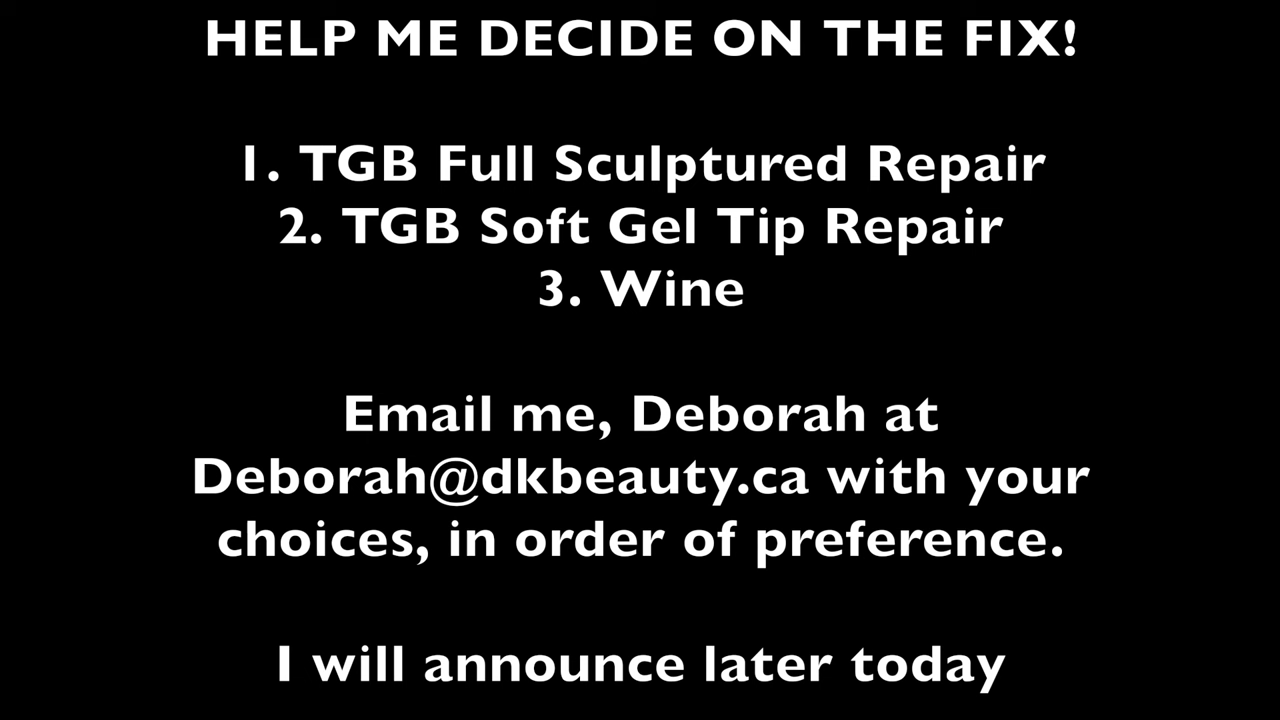 HELP ME DECIDE ON THE FIX!
1. TGB Full Sculptured Repair
2. TGB Soft Gel Tip Repair
3. Wine
Email me, Deborah at
Deborah@dkbeauty.ca with your
choices, in order of preference.
I will announce later today